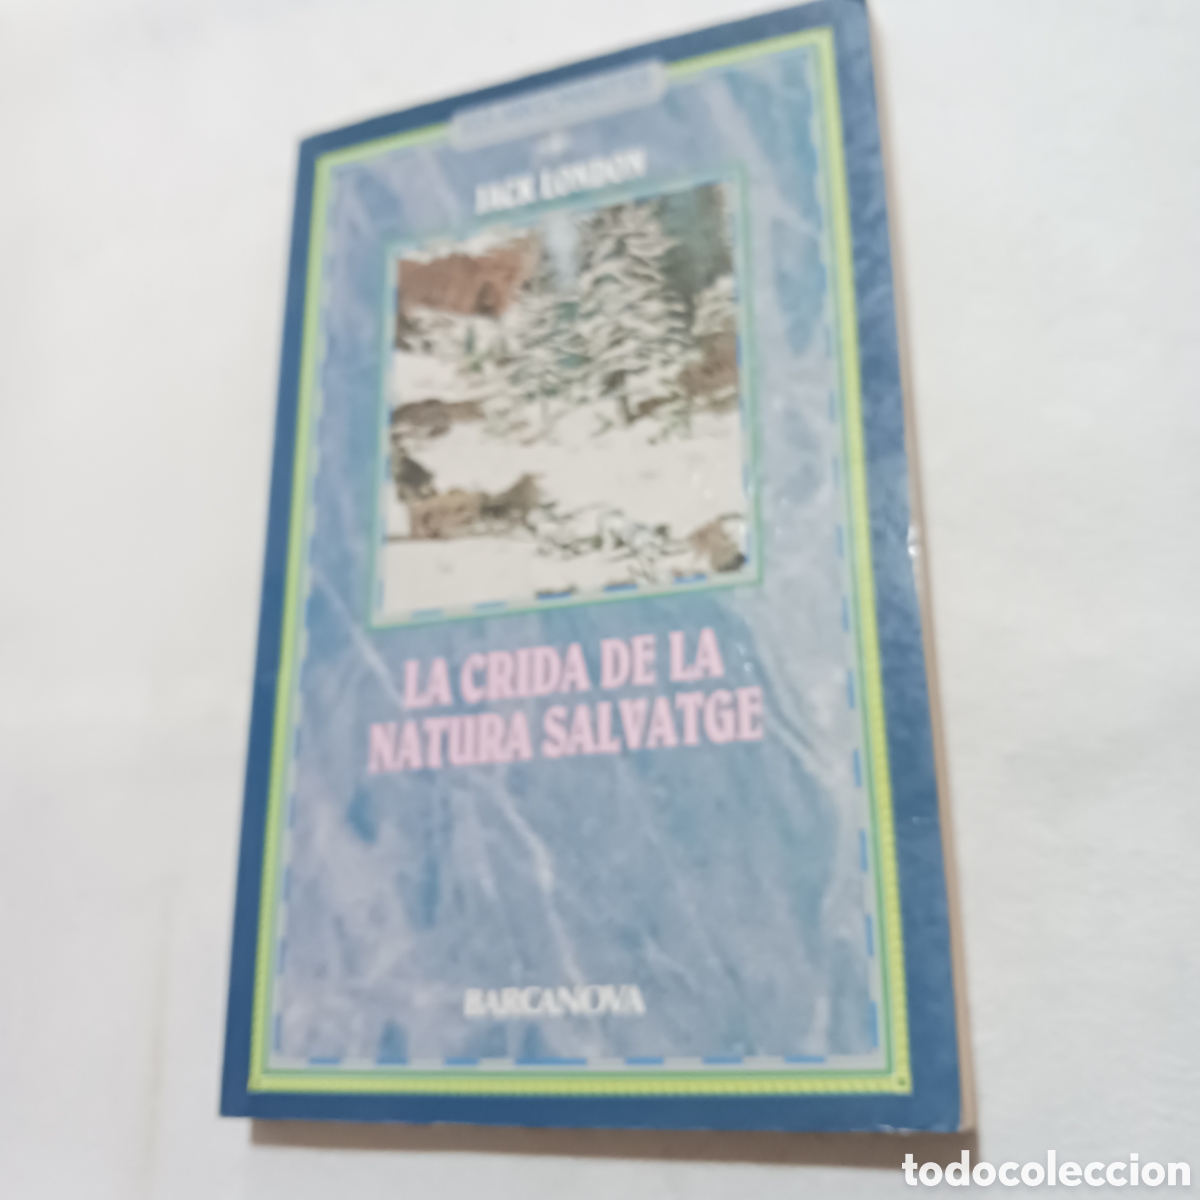 JACK LONDON
LA CRIDA DE LA
NATURA SALVATGE
BARCANOVA
todocoleccion